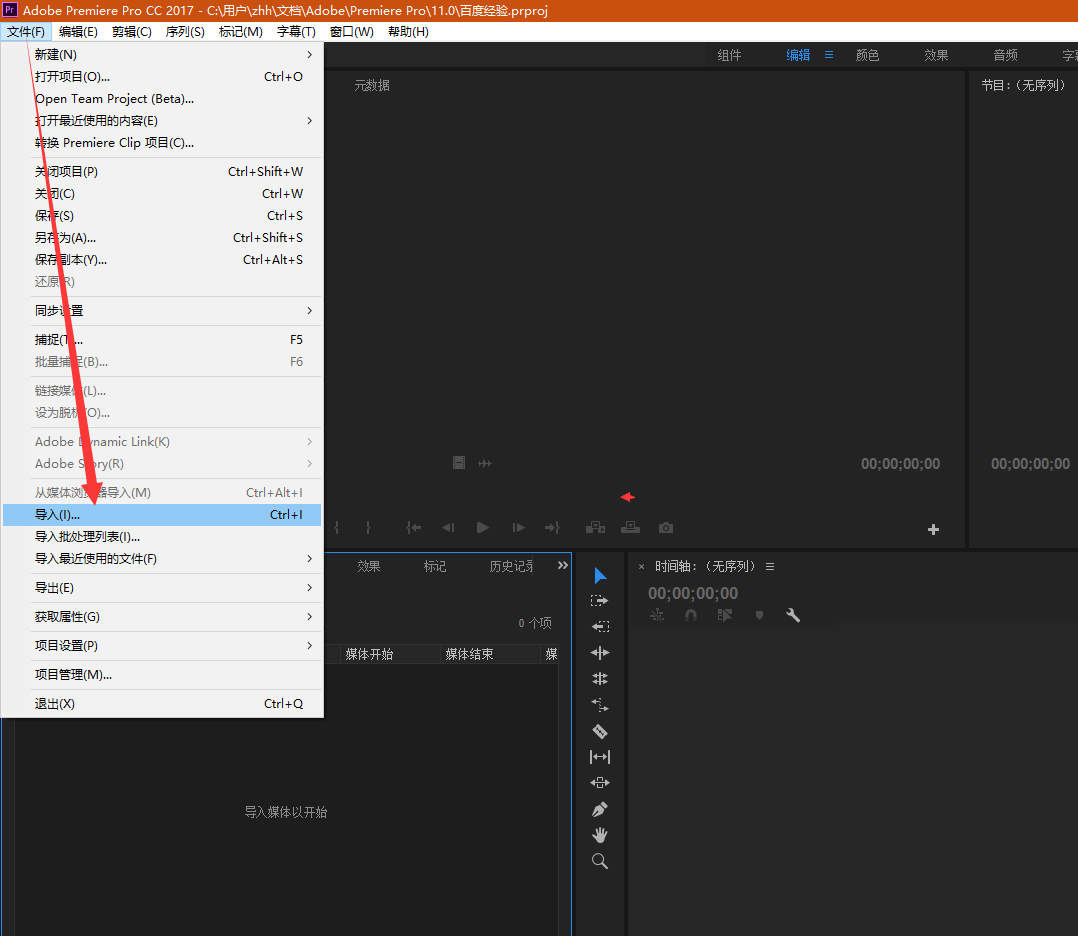 Pr Adobe Premiere Pro CC 2017 - C:\用户\zhh\文档\Adobe\Premiere Pro\11.0\百度经验.prproj
文件(F) 编辑(E) 剪辑(C) 序列(S) 标记(M) 字幕(T) 窗口(W) 帮助(H)
新建(N)
打开项目(O)... Ctrl+O
Open Team Project (Beta)...
打开最近使用的内容(E)
转换 Premiere Clip 项目(C)...
关闭项目(P) Ctrl+Shift+W
关闭(C) Ctrl+W
保存(S) Ctrl+S
另存为(A)... Ctrl+Shift+S
保存副本(Y)... Ctrl+Alt+S
还原(R)
同步设置
捕捉(T)... F5
批量捕捉(B)... F6
链接媒体(L)...
设为脱机(O)...
Adobe Dynamic Link(K)
Adobe Story(R)
从媒体浏览器导入(M) Ctrl+Alt+I
导入(I)... Ctrl+I
导入批处理列表(I)...
导入最近使用的文件(F)
导出(E)
获取属性(G)
项目设置(P)
项目管理(M)...
退出(X) Ctrl+Q
组件 编辑 颜色 效果 音频 字幕
元数据
节目：(无序列)
00;00;00;00 00;00;00;00
效果 标记 历史记录
0 个项
媒体开始 媒体结束 媒
导入媒体以开始
× 时间轴：(无序列)
00;00;00;00